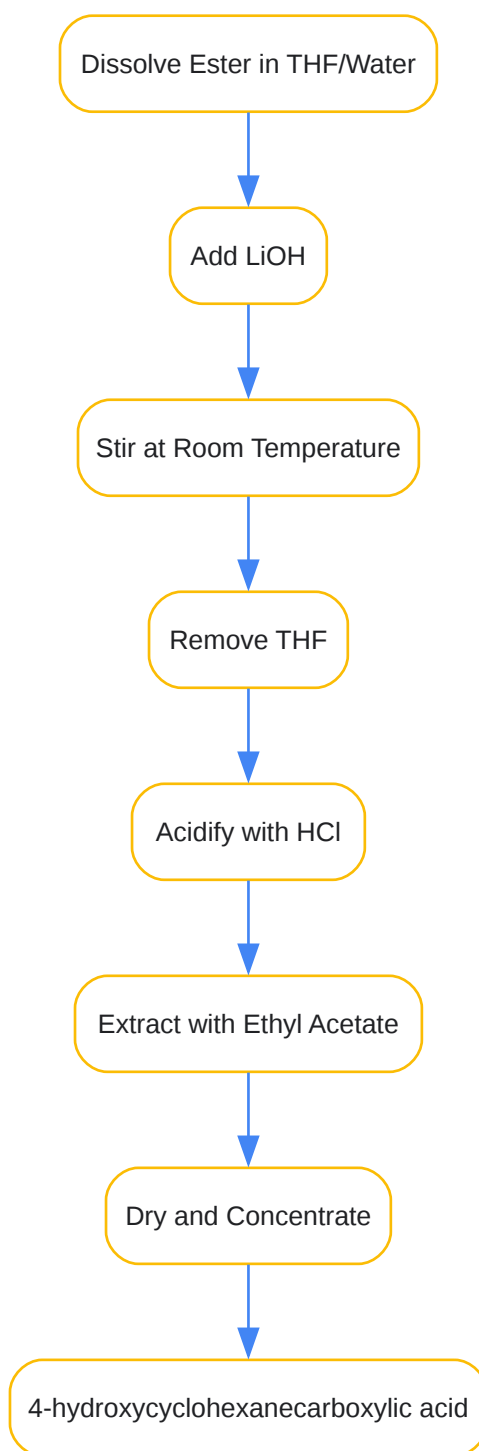 Dissolve Ester in THF/Water
Add LiOH
Stir at Room Temperature
Remove THF
Acidify with HCl
Extract with Ethyl Acetate
Dry and Concentrate
4-hydroxycyclohexanecarboxylic acid